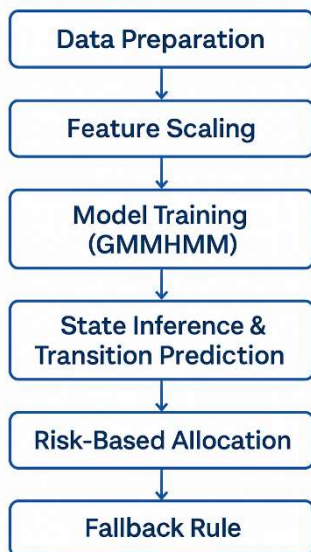 Data Preparation
Feature Scaling
Model Training
(GMMHMM)
State Inference &
Transition Prediction
Risk-Based Allocation
Fallback Rule